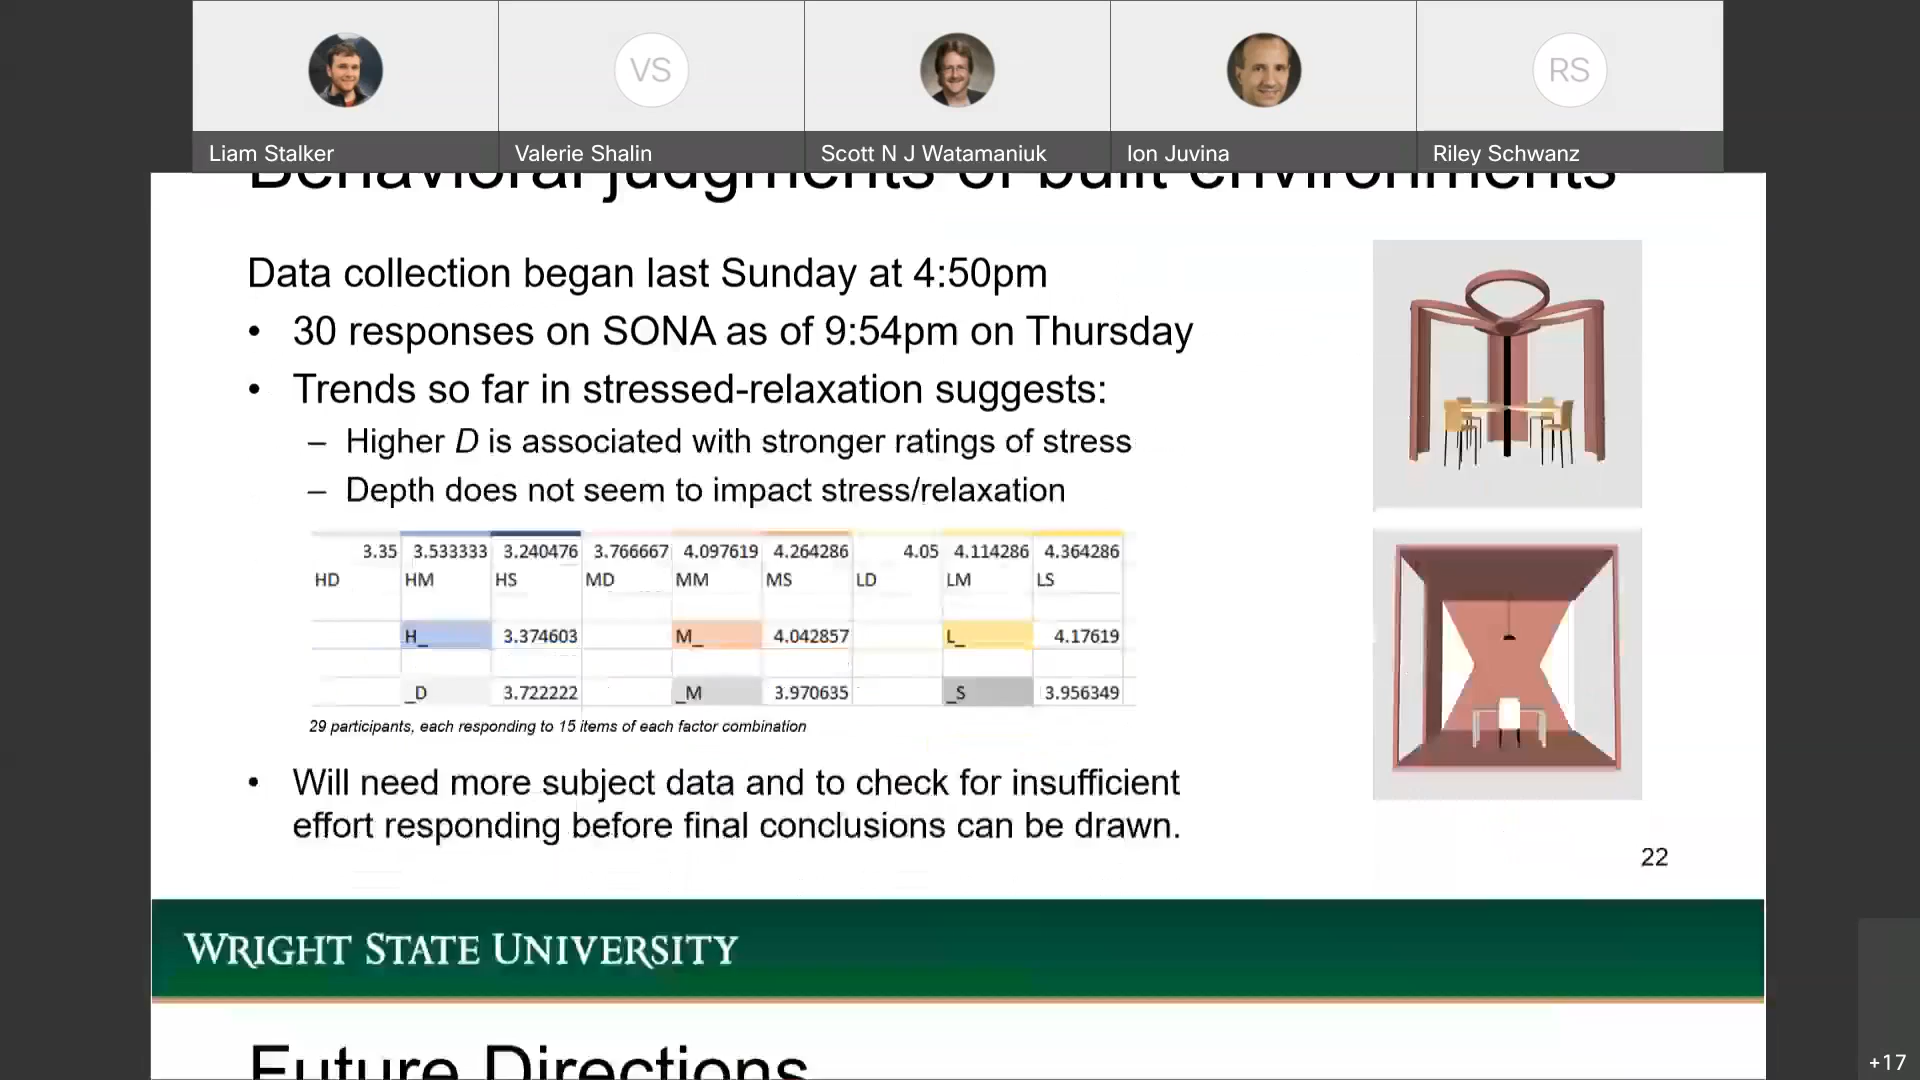 VS
RS
Liam Stalker
Valerie Shalin
Scott N J Watamaniuk
Ion Juvina
Riley Schwanz
Behavioral judgments of built environments
Data collection began last Sunday at 4:50pm
• 30 responses on SONA as of 9:54pm on Thursday
• Trends so far in stressed-relaxation suggests:
– Higher D is associated with stronger ratings of stress
– Depth does not seem to impact stress/relaxation
3.35 3.533333 3.240476 3.766667 4.097619 4.264286 4.05 4.114286 4.364286
HD HM HS MD MM MS LD LM LS
H_ 3.374603 M_ 4.042857 L_ 4.17619
_D 3.722222 _M 3.970635 _S 3.956349
29 participants, each responding to 15 items of each factor combination
• Will need more subject data and to check for insufficient
effort responding before final conclusions can be drawn.
22
WRIGHT STATE UNIVERSITY
Future Directions
+17